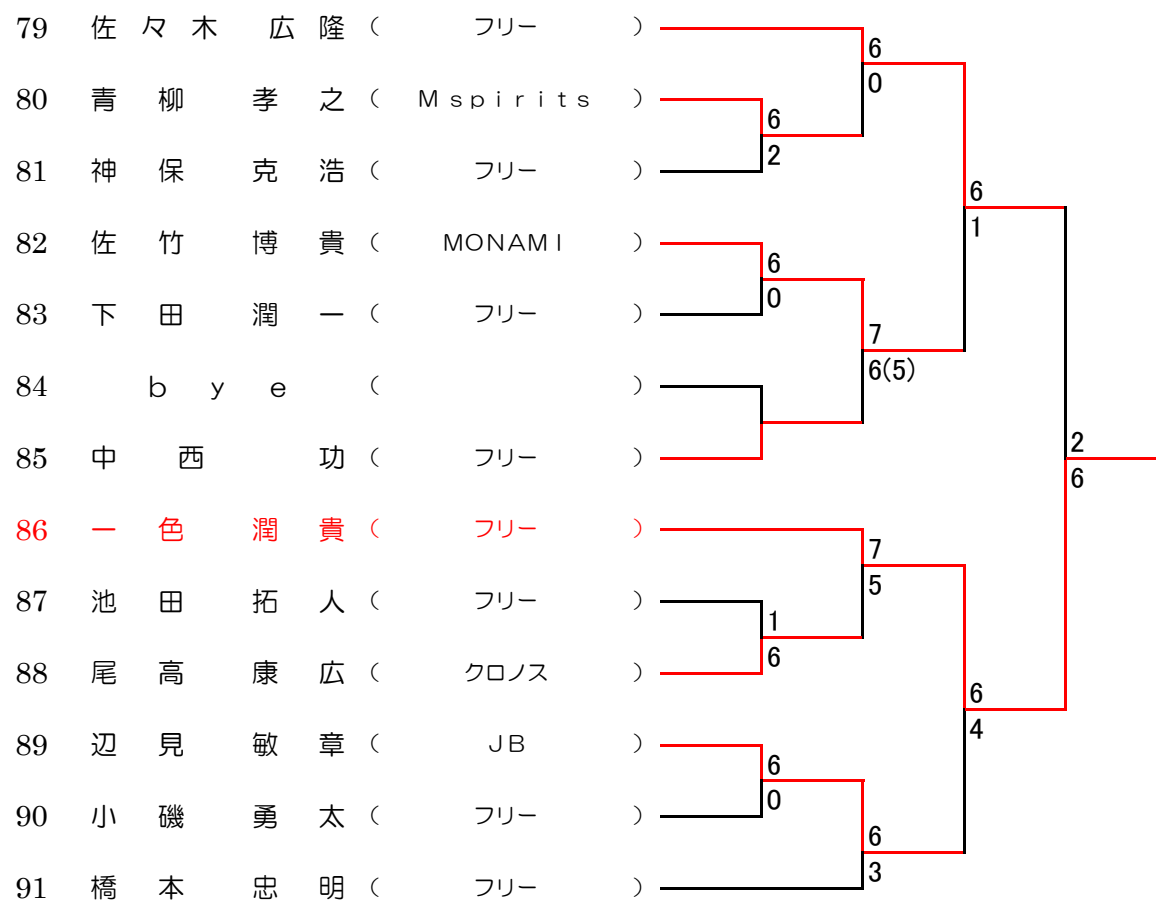 79 佐々木 広隆 ( フリー )
6
0
80 青柳 孝之 ( Mspirits )
6
2
81 神保 克浩 ( フリー )
6
1
82 佐竹 博貴 ( MONAMI )
6
0
83 下田 潤一 ( フリー )
7
6(5)
84 bye ( )
2
6
85 中西 功 ( フリー )
86 一色 潤貴 ( フリー )
7
5
87 池田 拓人 ( フリー )
1
6
88 尾高 康広 ( クロノス )
6
4
89 辺見 敏章 ( JB )
6
0
90 小磯 勇太 ( フリー )
6
3
91 橋本 忠明 ( フリー )